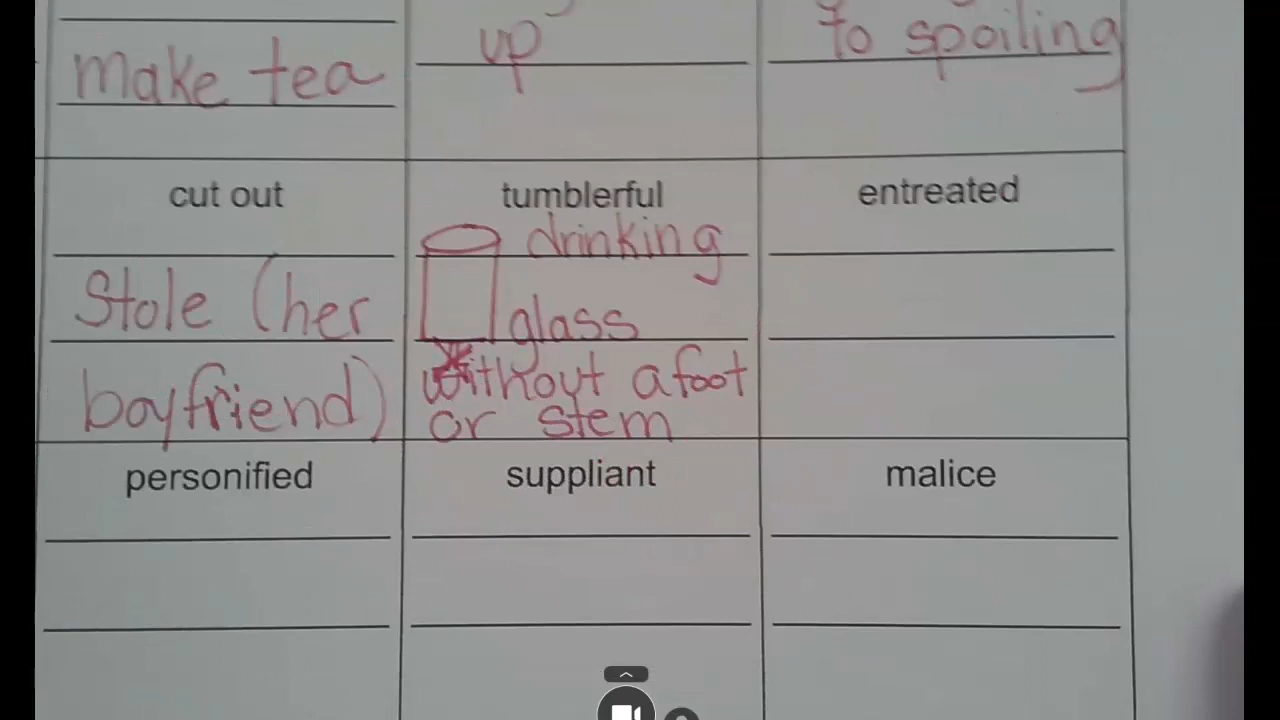 make tea
up
to spoiling
cut out
Stole (her
boyfriend)
tumblerful
drinking
glass
without a foot
or stem
entreated
personified
suppliant
malice